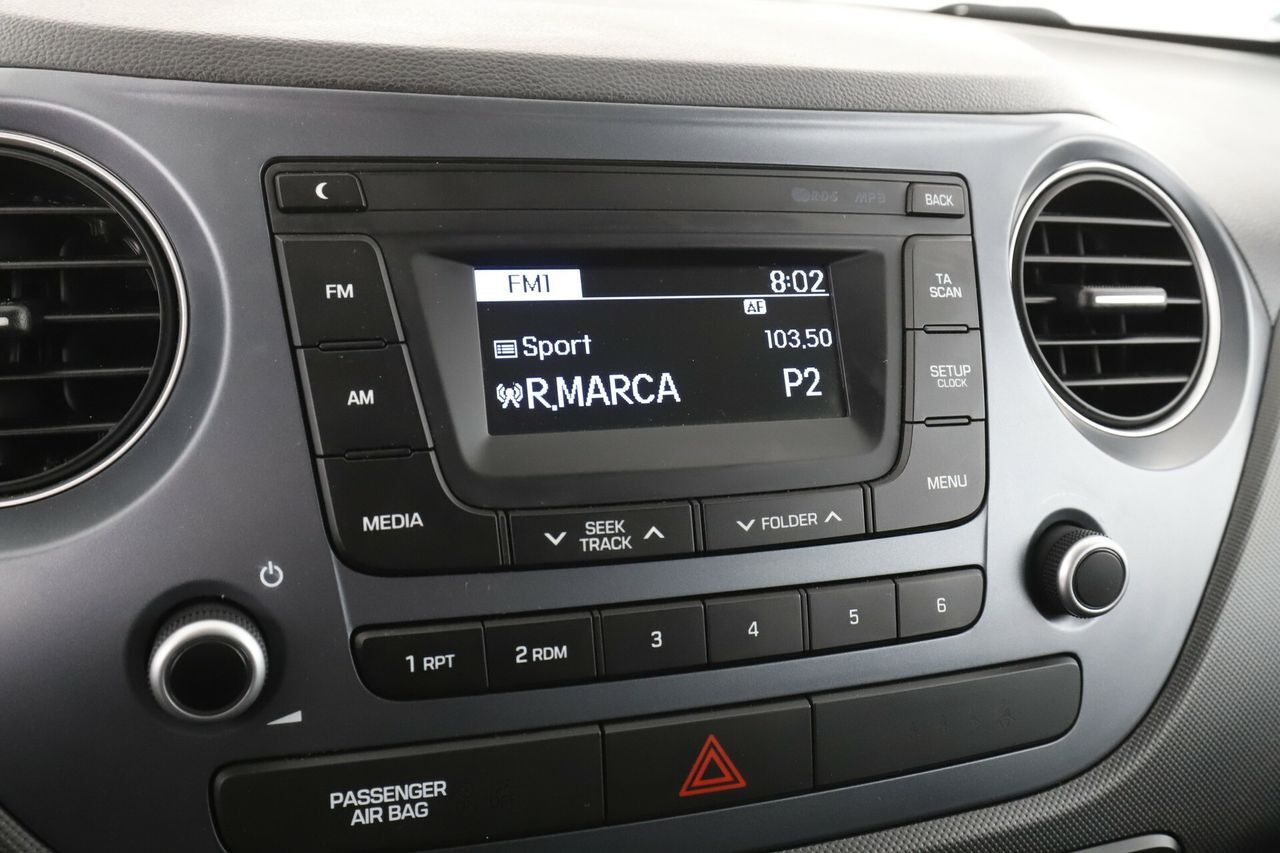 RDS MP3
BACK
FM
AM
MEDIA
FM1 8:02
AF
Sport 103.50
R.MARCA P2
TA
SCAN
SETUP
CLOCK
MENU
SEEK
TRACK
FOLDER
1 RPT
2 RDM
3
4
5
6
PASSENGER
AIR BAG